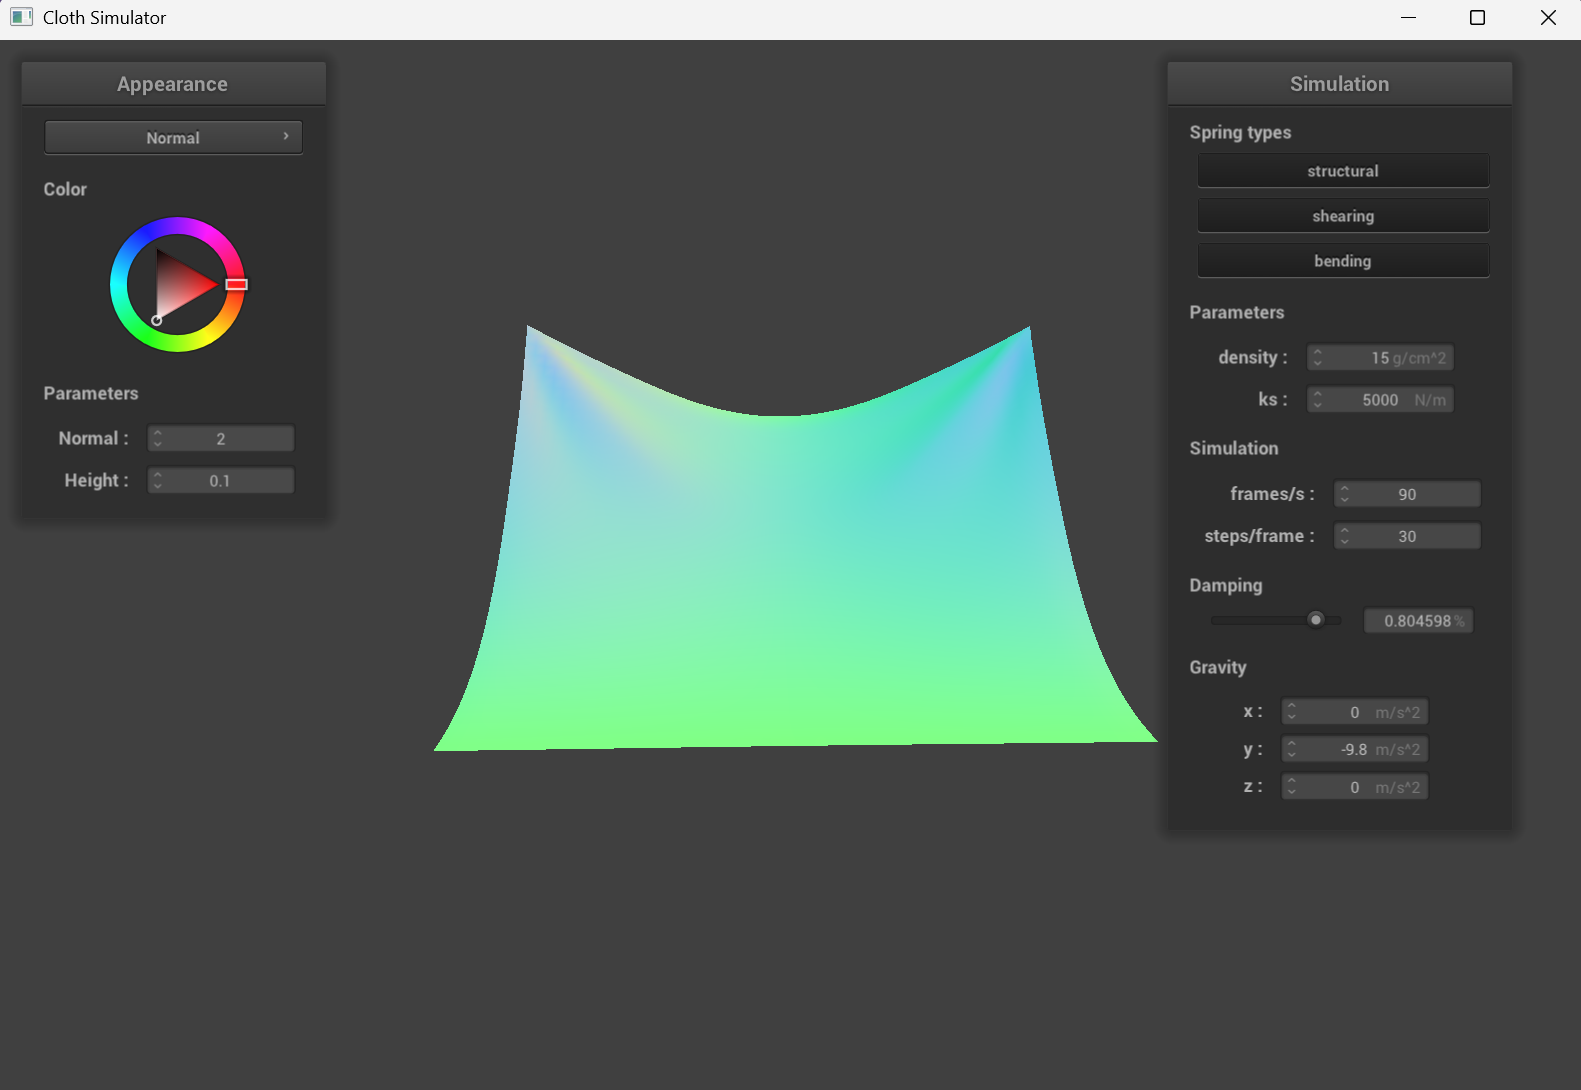 Cloth Simulator
Appearance
Normal
Color
Parameters
Normal : 2
Height : 0.1
Simulation
Spring types
structural
shearing
bending
Parameters
density : 15 g/cm^2
ks : 5000 N/m
Simulation
frames/s : 90
steps/frame : 30
Damping
0.804598 %
Gravity
x : 0 m/s^2
y : -9.8 m/s^2
z : 0 m/s^2